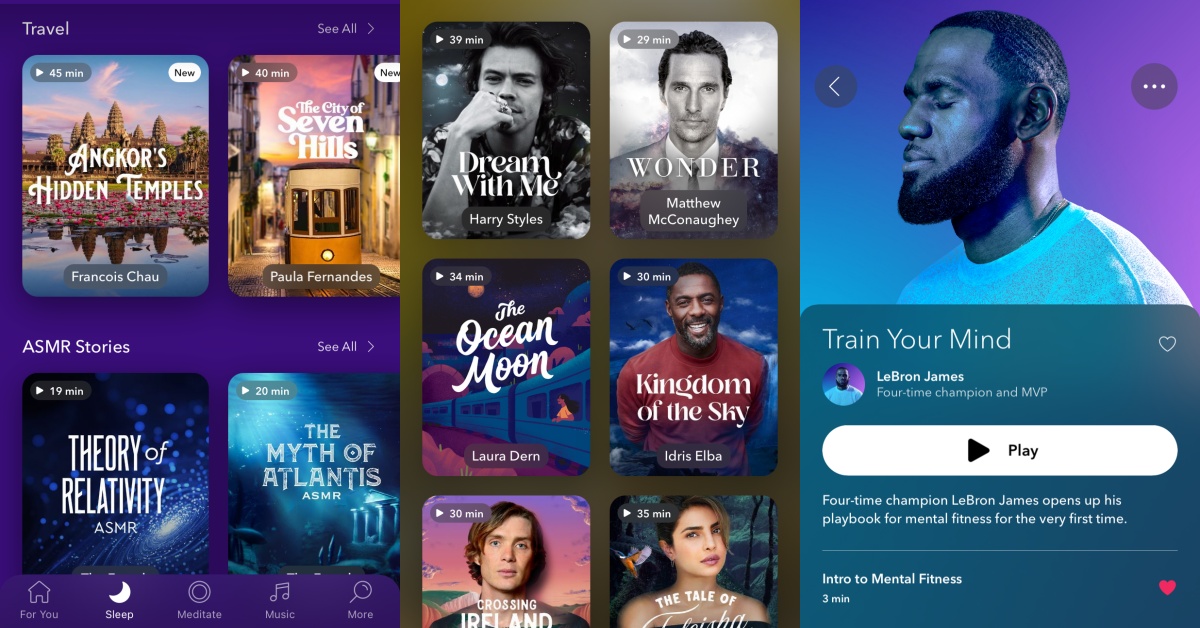 Travel
See All
45 min
New
ANGKOR'S
HIDDEN TEMPLES
Francois Chau
40 min
New
The City of
Seven
Hills
Paula Fernandes
ASMR Stories
See All
19 min
THEORY of
RELATIVITY
ASMR
20 min
THE
MYTH OF
ATLANTIS
ASMR
For You
Sleep
Meditate
Music
More
39 min
Dream
With Me
Harry Styles
29 min
WONDER
Matthew
McConaughey
34 min
The
Ocean
Moon
Laura Dern
30 min
Kingdom
of the Sky
Idris Elba
30 min
CROSSING
IRELAND
35 min
THE TALE OF
Train Your Mind
LeBron James
Four-time champion and MVP
Play
Four-time champion LeBron James opens up his
playbook for mental fitness for the very first time.
Intro to Mental Fitness
3 min